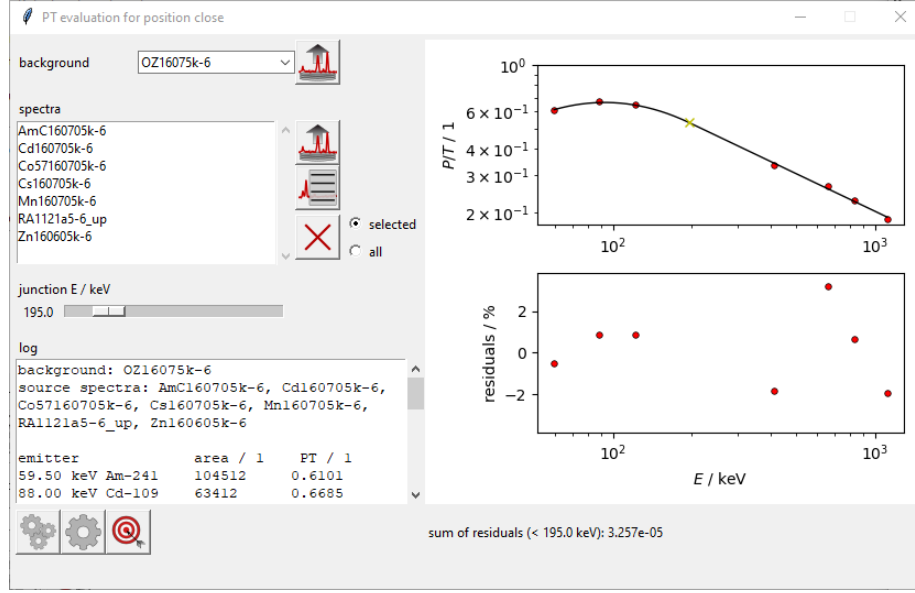 PT evaluation for position close
background
OZ16075k-6
spectra
AmC160705k-6
Cd160705k-6
Co57160705k-6
Cs160705k-6
Mn160705k-6
RA1121a5-6_up
Zn160605k-6
selected
all
junction E / keV
195.0
log
background: OZ16075k-6
source spectra: AmC160705k-6, Cd160705k-6,
Co57160705k-6, Cs160705k-6, Mn160705k-6,
RA1121a5-6_up, Zn160605k-6
emitter area / 1 PT / 1
59.50 keV Am-241 104512 0.6101
88.00 keV Cd-109 63412 0.6685
P/T / 1
10⁰
6 × 10⁻¹
4 × 10⁻¹
3 × 10⁻¹
2 × 10⁻¹
10² 10³
residuals / %
2
0
−2
10² 10³
E / keV
sum of residuals (< 195.0 keV): 3.257e-05